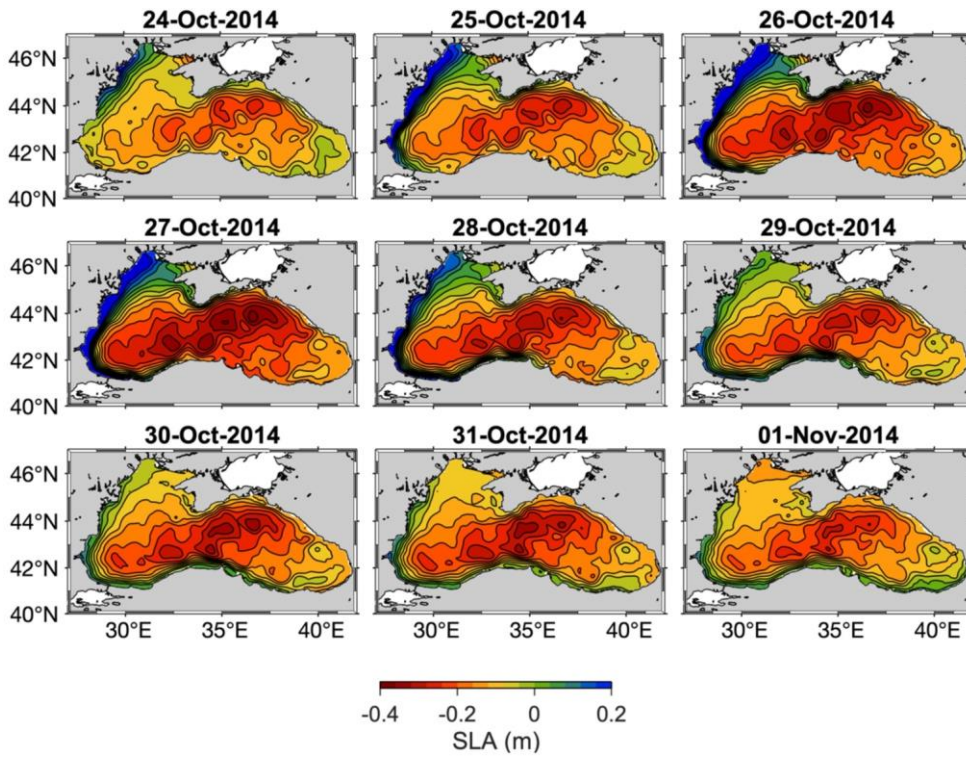 24-Oct-2014 25-Oct-2014 26-Oct-2014
46°N
44°N
42°N
40°N
27-Oct-2014 28-Oct-2014 29-Oct-2014
46°N
44°N
42°N
40°N
30-Oct-2014 31-Oct-2014 01-Nov-2014
46°N
44°N
42°N
40°N
30°E 35°E 40°E 30°E 35°E 40°E 30°E 35°E 40°E
-0.4 -0.2 0 0.2
SLA (m)